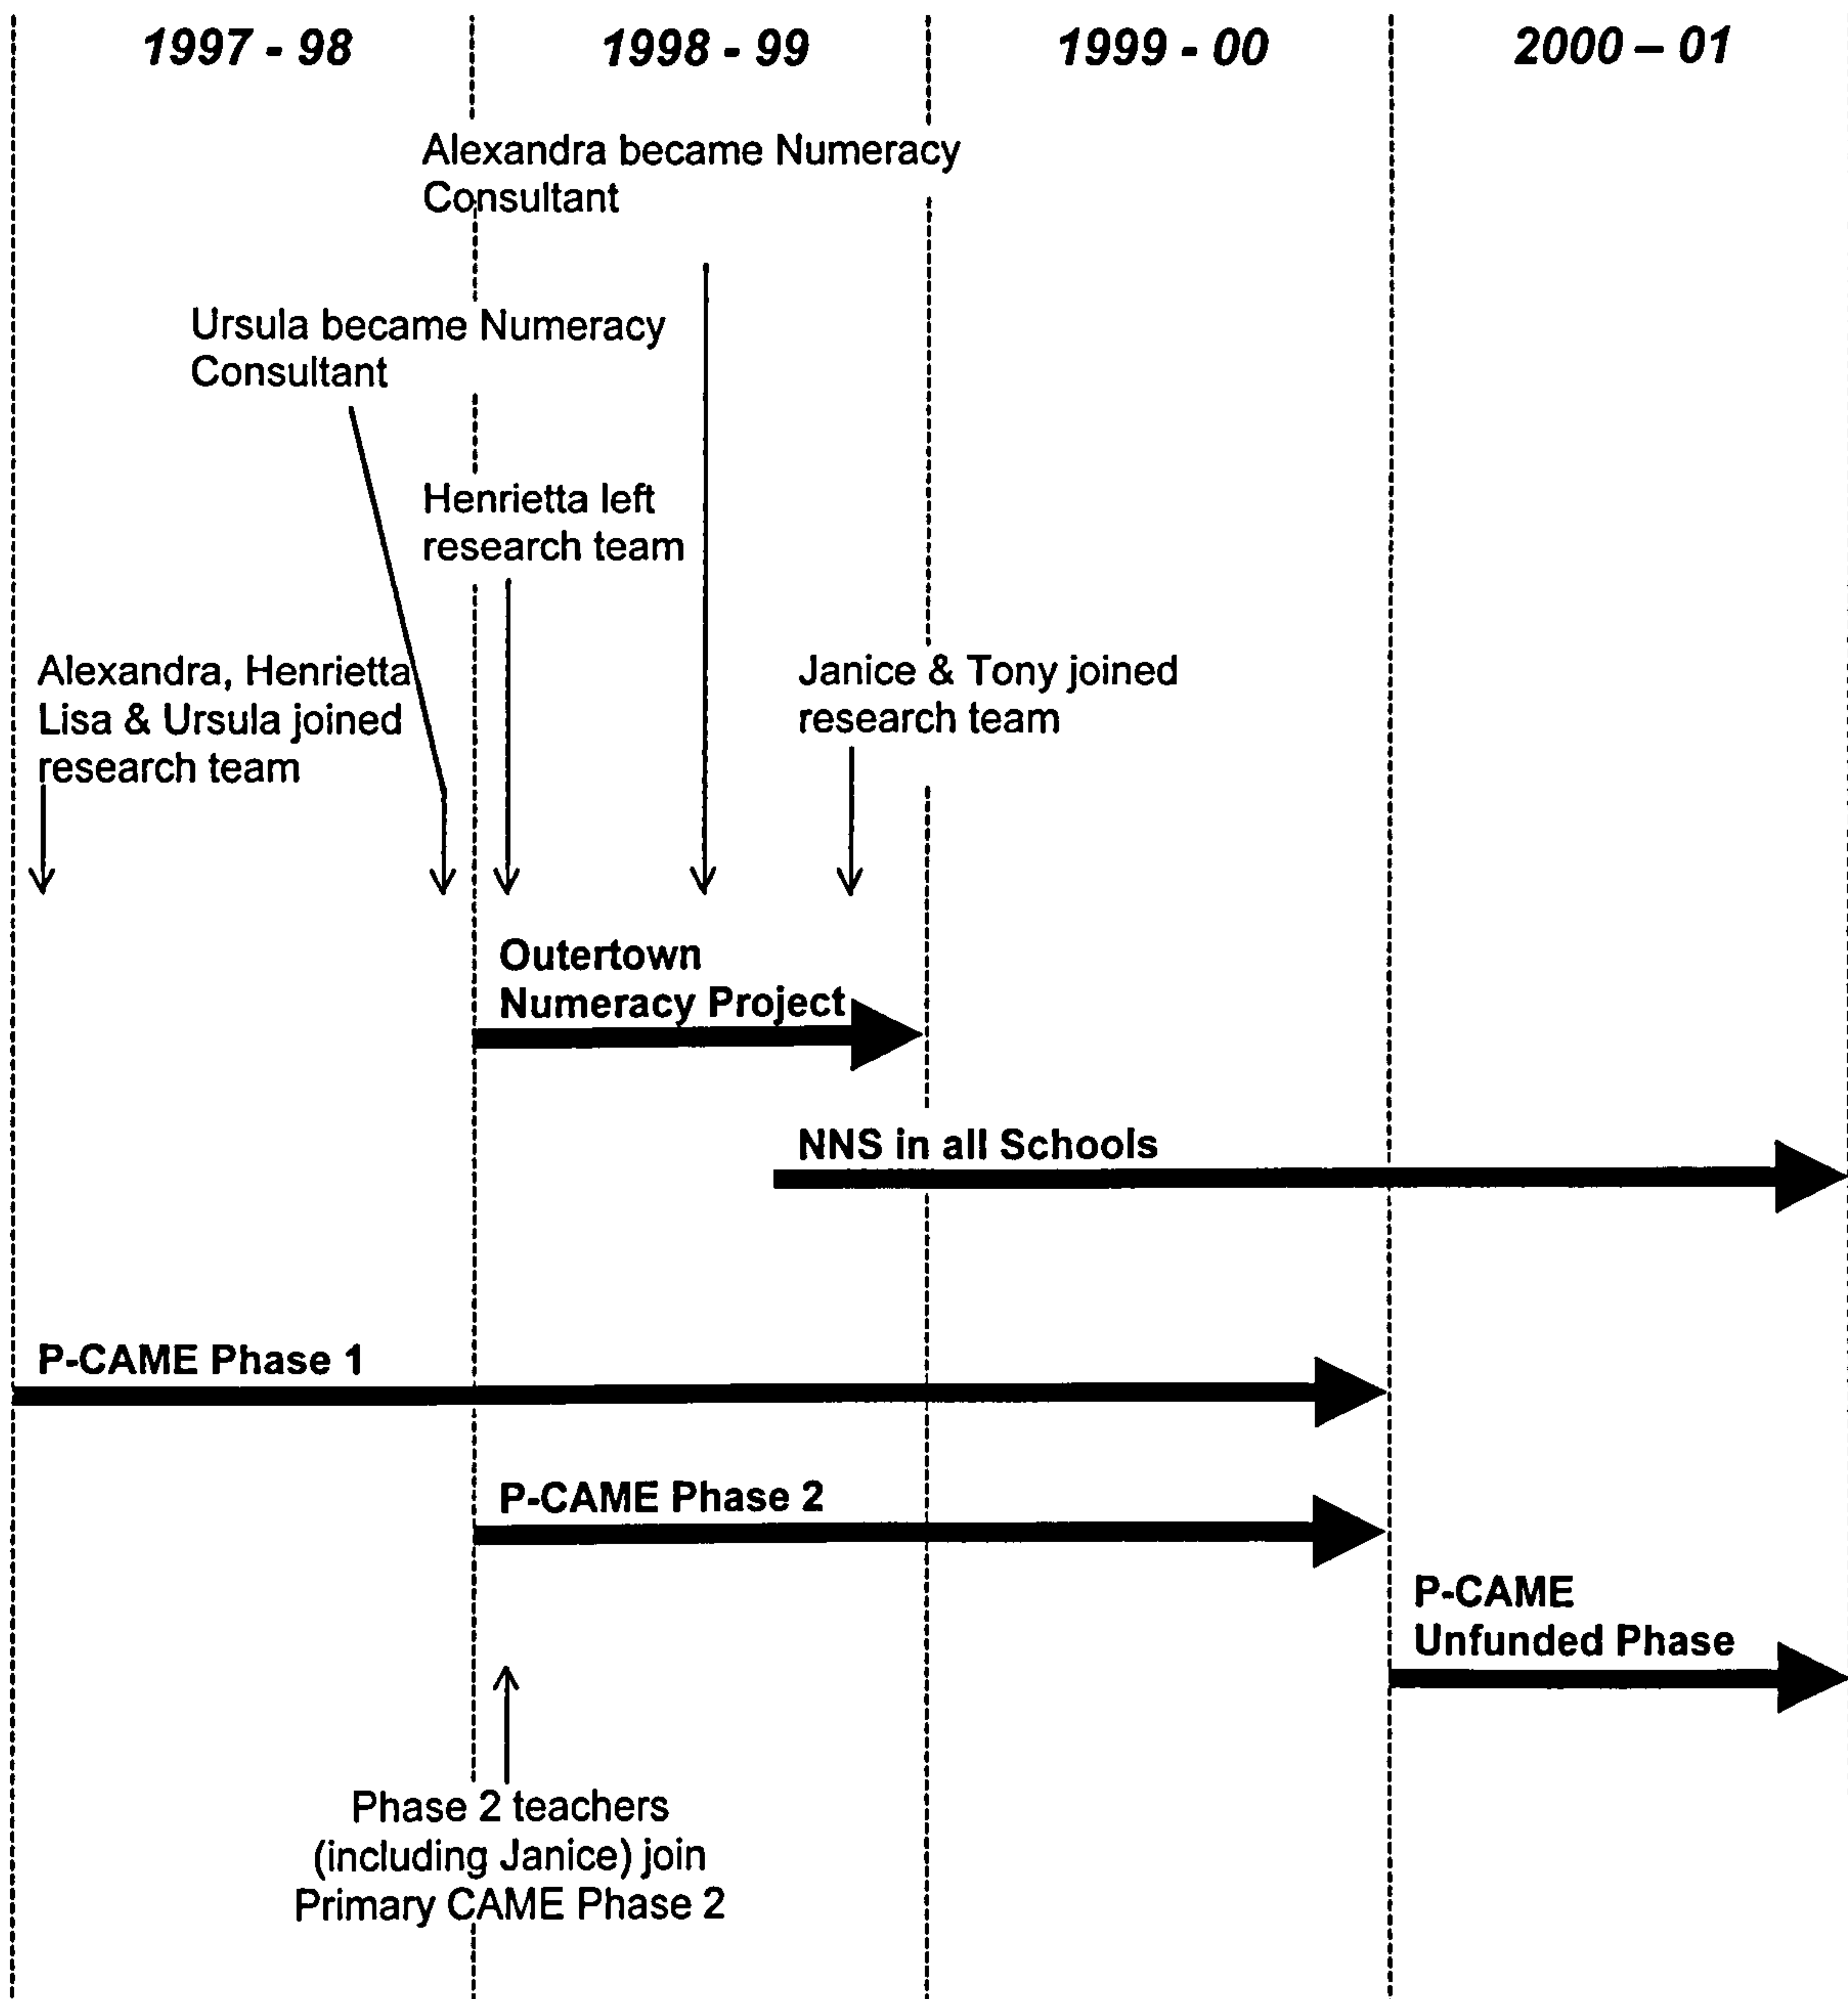 1997 - 98
1998 - 99
1999 - 00
2000 – 01
Alexandra became Numeracy
Consultant
Ursula became Numeracy
Consultant
Henrietta left
research team
Alexandra, Henrietta
Lisa & Ursula joined
research team
Janice & Tony joined
research team
Outertown
Numeracy Project
NNS in all Schools
P-CAME Phase 1
P-CAME Phase 2
P-CAME
Unfunded Phase
Phase 2 teachers
(including Janice) join
Primary CAME Phase 2